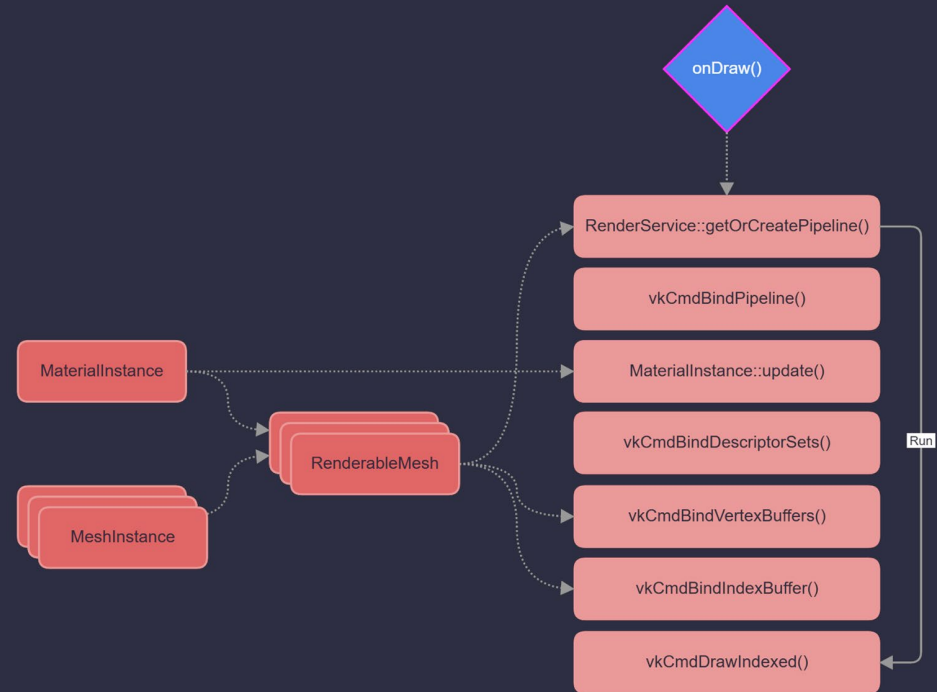 onDraw()
RenderService::getOrCreatePipeline()
vkCmdBindPipeline()
MaterialInstance
MaterialInstance::update()
vkCmdBindDescriptorSets()
Run
RenderableMesh
vkCmdBindVertexBuffers()
MeshInstance
vkCmdBindIndexBuffer()
vkCmdDrawIndexed()